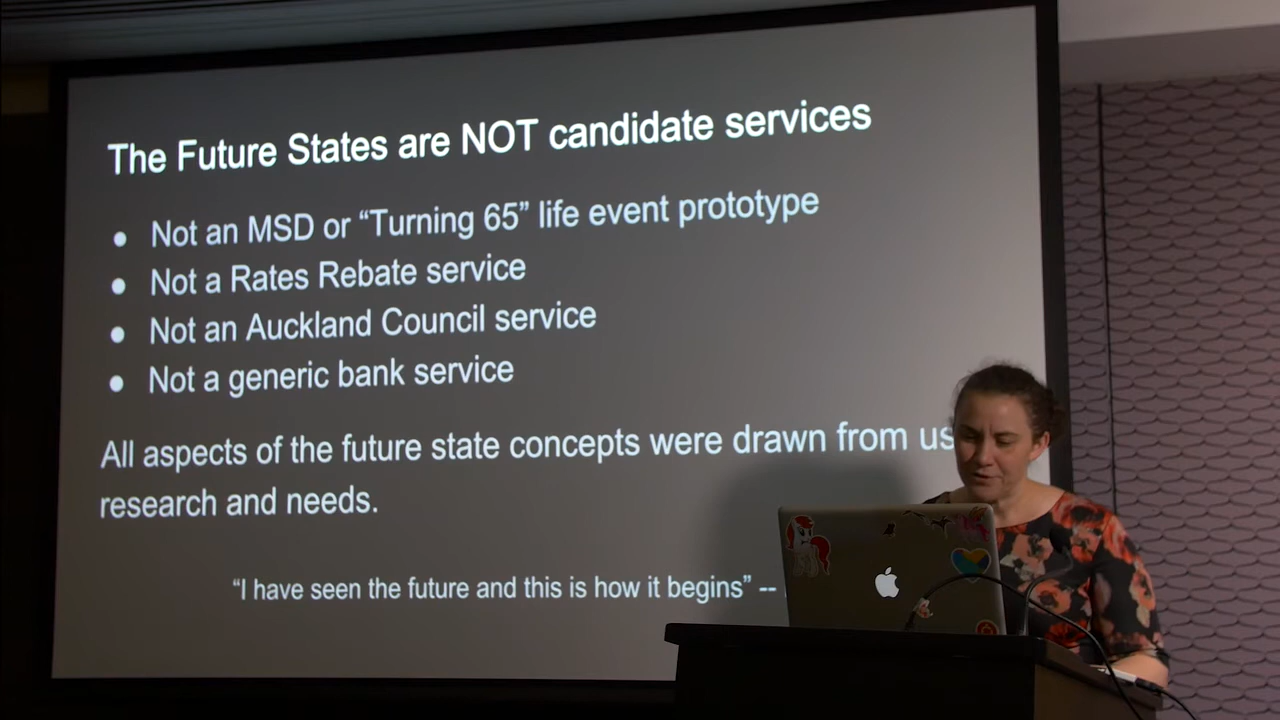 The Future States are NOT candidate services
● Not an MSD or “Turning 65” life event prototype
● Not a Rates Rebate service
● Not an Auckland Council service
● Not a generic bank service
All aspects of the future state concepts were drawn from
research and needs.
“I have seen the future and this is how it begins” --